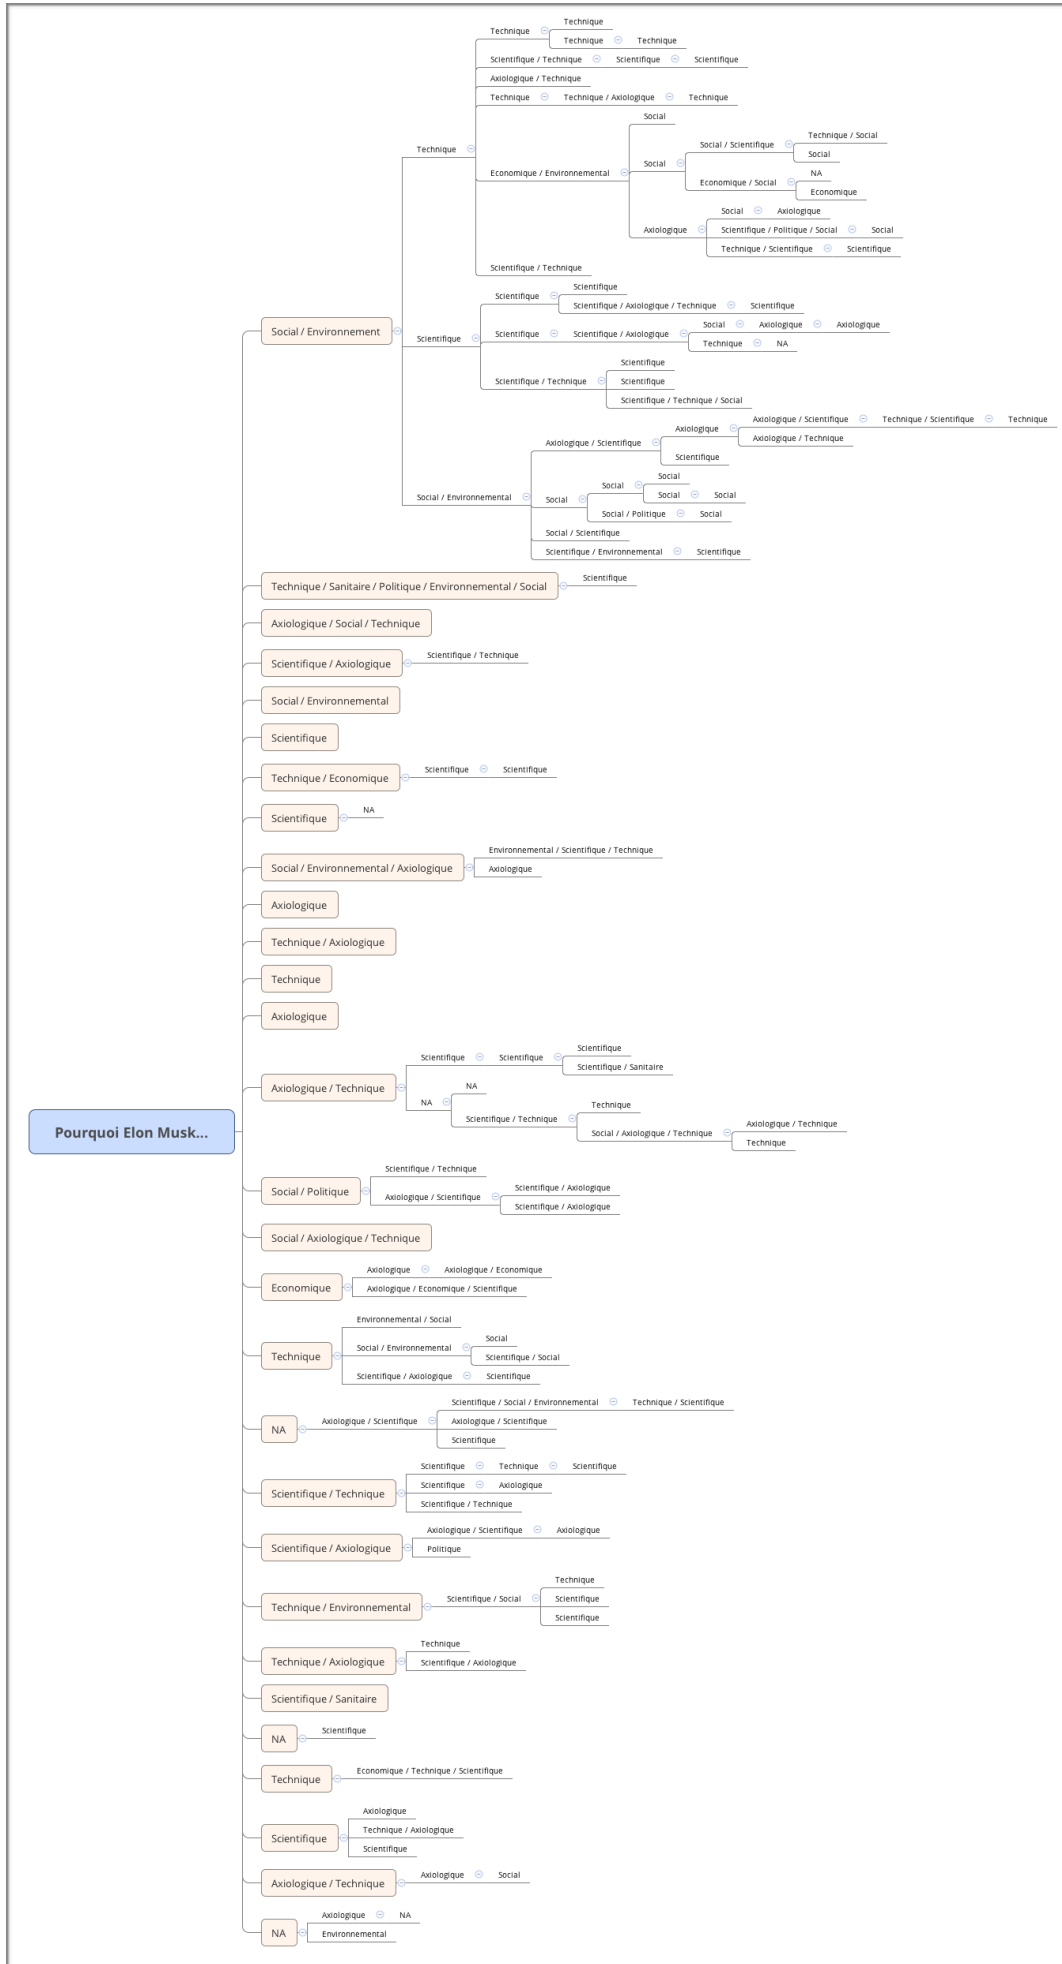 Pourquoi Elon Musk...
Social / Environnement
Technique
Technique
Technique
Technique
Technique
Scientifique / Technique
Scientifique
Scientifique
Axiologique / Technique
Technique
Technique / Axiologique
Technique
Economique / Environnemental
Social
Social
Social / Scientifique
Technique / Social
Social
Economique / Social
NA
Economique
Axiologique
Social
Axiologique
Scientifique / Politique / Social
Social
Technique / Scientifique
Scientifique
Scientifique / Technique
Scientifique
Scientifique
Scientifique
Scientifique / Axiologique / Technique
Scientifique
Scientifique
Scientifique / Axiologique
Social
Axiologique
Axiologique
Technique
NA
Scientifique / Technique
Scientifique
Scientifique
Scientifique / Technique / Social
Social / Environnemental
Axiologique / Scientifique
Axiologique
Axiologique / Scientifique
Technique / Scientifique
Technique
Axiologique / Technique
Scientifique
Social
Social
Social
Social
Social
Social / Politique
Social
Social / Scientifique
Scientifique / Environnemental
Scientifique
Technique / Sanitaire / Politique / Environnemental / Social
Scientifique
Axiologique / Social / Technique
Scientifique / Axiologique
Scientifique / Technique
Social / Environnemental
Scientifique
Technique / Economique
Scientifique
Scientifique
Scientifique
NA
Social / Environnemental / Axiologique
Environnemental / Scientifique / Technique
Axiologique
Axiologique
Technique / Axiologique
Technique
Axiologique
Axiologique / Technique
Scientifique
Scientifique
Scientifique
Scientifique / Sanitaire
NA
NA
Scientifique / Technique
Technique
Social / Axiologique / Technique
Axiologique / Technique
Technique
Social / Politique
Scientifique / Technique
Axiologique / Scientifique
Scientifique / Axiologique
Scientifique / Axiologique
Social / Axiologique / Technique
Economique
Axiologique
Axiologique / Economique
Axiologique / Economique / Scientifique
Technique
Environnemental / Social
Social / Environnemental
Social
Scientifique / Social
Scientifique / Axiologique
Scientifique
NA
Axiologique / Scientifique
Scientifique / Social / Environnemental
Technique / Scientifique
Axiologique / Scientifique
Scientifique
Scientifique / Technique
Scientifique
Technique
Scientifique
Scientifique
Axiologique
Scientifique / Technique
Scientifique / Axiologique
Axiologique / Scientifique
Axiologique
Politique
Technique / Environnemental
Scientifique / Social
Technique
Scientifique
Scientifique
Technique / Axiologique
Technique
Scientifique / Axiologique
Scientifique / Sanitaire
NA
Scientifique
Technique
Economique / Technique / Scientifique
Scientifique
Axiologique
Technique / Axiologique
Scientifique
Axiologique / Technique
Axiologique
Social
NA
Axiologique
NA
Environnemental